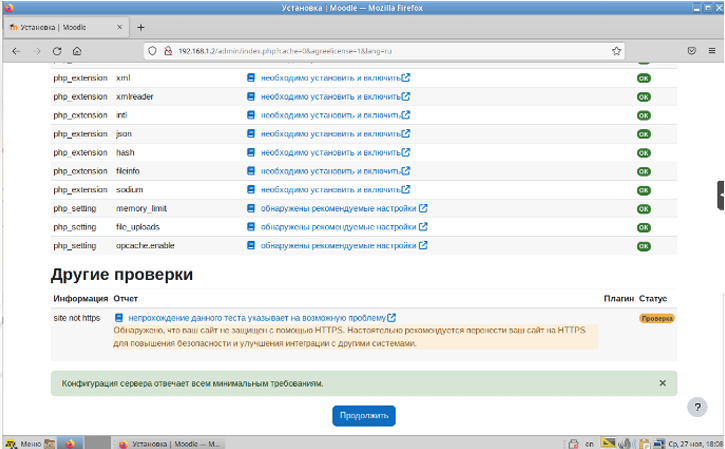 Установка | Moodle — Mozilla Firefox
Установка | Moodle
192.168.1.2/admin/index.php?cache=0&agreelicense=1&lang=ru
php_extension xml необходимо установить и включить OK
php_extension xmlreader необходимо установить и включить OK
php_extension intl необходимо установить и включить OK
php_extension json необходимо установить и включить OK
php_extension hash необходимо установить и включить OK
php_extension fileinfo необходимо установить и включить OK
php_extension sodium необходимо установить и включить OK
php_setting memory_limit обнаружены рекомендуемые настройки OK
php_setting file_uploads обнаружены рекомендуемые настройки OK
php_setting opcache.enable обнаружены рекомендуемые настройки OK
Другие проверки
Информация Отчет Плагин Статус
site not https непрохождение данного теста указывает на возможную проблему Проверка
Обнаружено, что ваш сайт не защищен с помощью HTTPS. Настоятельно рекомендуется перенести ваш сайт на HTTPS
для повышения безопасности и улучшения интеграции с другими системами.
Конфигурация сервера отвечает всем минимальным требованиям.
Продолжить
?
Меню Установка | Moodle — M... en Ср, 27 ноя, 18:08